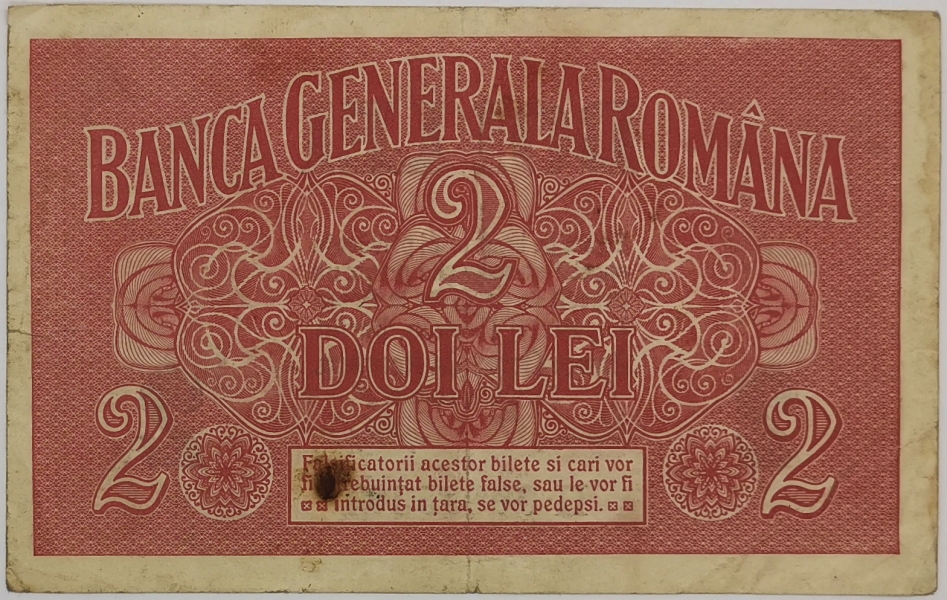 BANCA GENERALA ROMÂNA
2
DOI LEI
2 2
acestor bilete si cari vor
bilete false, sau le vor fi
introdus in țara, se vor pedepsi.